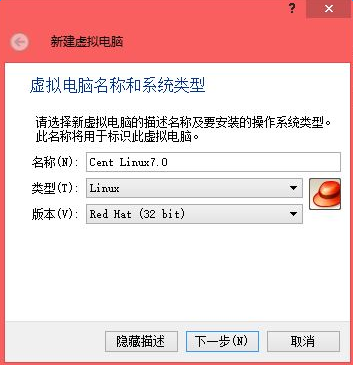 ?
×
新建虚拟电脑
虚拟电脑名称和系统类型
请选择新虚拟电脑的描述名称及要安装的操作系统类型。
此名称将用于标识此虚拟电脑。
名称(N): Cent Linux7.0
类型(T): Linux
版本(V): Red Hat (32 bit)
隐藏描述 下一步(N) 取消